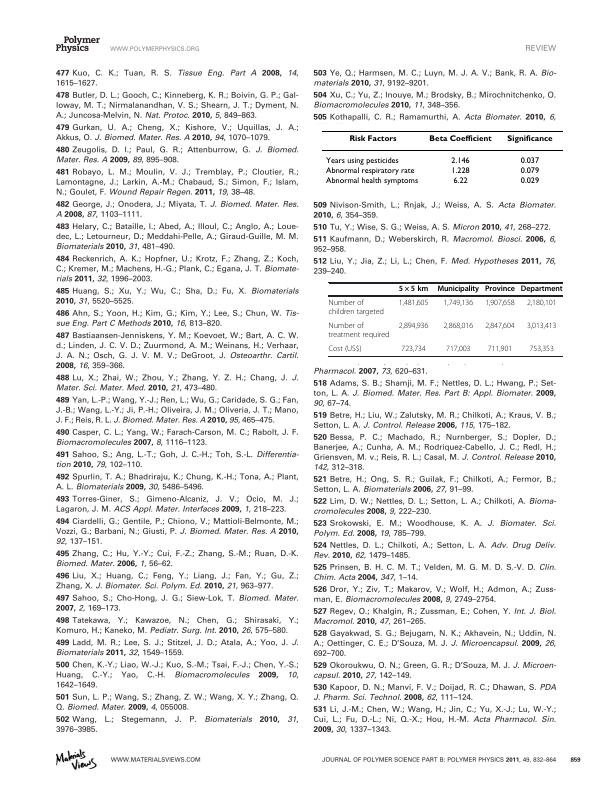 Polymer
Physics
WWW.POLYMERPHYSICS.ORG
REVIEW
477 Kuo, C. K.; Tuan, R. S. Tissue Eng. Part A 2008, 14,
1615–1627.
478 Butler, D. L.; Gooch, C.; Kinneberg, K. R.; Boivin, G. P.; Gal-
loway, M. T.; Nirmalanandhan, V. S.; Shearn, J. T.; Dyment, N.
A.; Juncosa-Melvin, N. Nat. Protoc. 2010, 5, 849–863.
479 Gurkan, U. A.; Cheng, X.; Kishore, V.; Uquillas, J. A.;
Akkus, O. J. Biomed. Mater. Res. A 2010, 94, 1070–1079.
480 Zeugolis, D. I.; Paul, G. R.; Attenburrow, G. J. Biomed.
Mater. Res. A 2009, 89, 895–908.
481 Robayo, L. M.; Moulin, V. J.; Tremblay, P.; Cloutier, R.;
Lamontagne, J.; Larkin, A.-M.; Chabaud, S.; Simon, F.; Islam,
N.; Goulet, F. Wound Repair Regen. 2011, 19, 38–48.
482 George, J.; Onodera, J.; Miyata, T. J. Biomed. Mater. Res.
A 2008, 87, 1103–1111.
483 Helary, C.; Bataille, I.; Abed, A.; Illoul, C.; Anglo, A.; Loue-
dec, L.; Letourneur, D.; Meddahi-Pelle, A.; Giraud-Guille, M. M.
Biomaterials 2010, 31, 481–490.
484 Reckenrich, A. K.; Hopfner, U.; Krotz, F.; Zhang, Z.; Koch,
C.; Kremer, M.; Machens, H.-G.; Plank, C.; Egana, J. T. Biomate-
rials 2011, 32, 1996–2003.
485 Huang, S.; Xu, Y.; Wu, C.; Sha, D.; Fu, X. Biomaterials
2010, 31, 5520–5525.
486 Ahn, S.; Yoon, H.; Kim, G.; Kim, Y.; Lee, S.; Chun, W. Tis-
sue Eng. Part C Methods 2010, 16, 813–820.
487 Bastiaansen-Jenniskens, Y. M.; Koevoet, W.; Bart, A. C. W.
d.; Linden, J. C. V. D.; Zuurmond, A. M.; Weinans, H.; Verhaar,
J. A. N.; Osch, G. J. V. M. V.; DeGroot, J. Osteoarthr. Cartil.
2008, 16, 359–366.
488 Lu, X.; Zhai, W.; Zhou, Y.; Zhang, Y. Z. H.; Chang, J. J.
Mater. Sci. Mater. Med. 2010, 21, 473–480.
489 Yan, L.-P.; Wang, Y.-J.; Ren, L.; Wu, G.; Caridade, S. G.; Fan,
J.-B.; Wang, L.-Y.; Ji, P.-H.; Oliveira, J. M.; Oliveria, J. T.; Mano,
J. F.; Reis, R. L. J. Biomed. Mater. Res. A 2010, 95, 465–475.
490 Casper, C. L.; Yang, W.; Farach-Carson, M. C.; Rabolt, J. F.
Biomacromolecules 2007, 8, 1116–1123.
491 Sahoo, S.; Ang, L.-T.; Goh, J. C.-H.; Toh, S.-L. Differentia-
tion 2010, 79, 102–110.
492 Spurlin, T. A.; Bhadriraju, K.; Chung, K.-H.; Tona, A.; Plant,
A. L. Biomaterials 2009, 30, 5486–5496.
493 Torres-Giner, S.; Gimeno-Alcaniz, J. V.; Ocio, M. J.;
Lagaron, J. M. ACS Appl. Mater. Interfaces 2009, 1, 218–223.
494 Ciardelli, G.; Gentile, P.; Chiono, V.; Mattioli-Belmonte, M.;
Vozzi, G.; Barbani, N.; Giusti, P. J. Biomed. Mater. Res. A 2010,
92, 137–151.
495 Zhang, C.; Hu, Y.-Y.; Cui, F.-Z.; Zhang, S.-M.; Ruan, D.-K.
Biomed. Mater. 2006, 1, 56–62.
496 Liu, X.; Huang, C.; Feng, Y.; Liang, J.; Fan, Y.; Gu, Z.;
Zhang, X. J. Biomater. Sci. Polym. Ed. 2010, 21, 963–977.
497 Sahoo, S.; Cho-Hong, J. G.; Siew-Lok, T. Biomed. Mater.
2007, 2, 169–173.
498 Tatekawa, Y.; Kawazoe, N.; Chen, G.; Shirasaki, Y.;
Komuro, H.; Kaneko, M. Pediatr. Surg. Int. 2010, 26, 575–580.
499 Ladd, M. R.; Lee, S. J.; Stitzel, J. D.; Atala, A.; Yoo, J. J.
Biomaterials 2011, 32, 1549–1559.
500 Chen, K.-Y.; Liao, W.-J.; Kuo, S.-M.; Tsai, F.-J.; Chen, Y.-S.;
Huang, C.-Y.; Yao, C.-H. Biomacromolecules 2009, 10,
1642–1649.
501 Sun, L. P.; Wang, S.; Zhang, Z. W.; Wang, X. Y.; Zhang, Q.
Q. Biomed. Mater. 2009, 4, 055008.
502 Wang, L.; Stegemann, J. P. Biomaterials 2010, 31,
3976–3985.
503 Ye, Q.; Harmsen, M. C.; Luyn, M. J. A. V.; Bank, R. A. Bio-
materials 2010, 31, 9192–9201.
504 Xu, C.; Yu, Z.; Inouye, M.; Brodsky, B.; Mirochnitchenko, O.
Biomacromolecules 2010, 11, 348–356.
505 Kothapalli, C. R.; Ramamurthi, A. Acta Biomater. 2010, 6,
Risk Factors Beta Coefficient Significance
Years using pesticides 2.146 0.037
Abnormal respiratory rate 1.228 0.079
Abnormal health symptoms 6.22 0.029
509 Nivison-Smith, L.; Rnjak, J.; Weiss, A. S. Acta Biomater.
2010, 6, 354–359.
510 Tu, Y.; Wise, S. G.; Weiss, A. S. Micron 2010, 41, 268–272.
511 Kaufmann, D.; Weberskirch, R. Macromol. Biosci. 2006, 6,
952–958.
512 Liu, Y.; Jia, Z.; Li, L.; Chen, F. Med. Hypotheses 2011, 76,
239–240.
5 × 5 km Municipality Province Department
Number of children targeted 1,481,605 1,749,136 1,907,658 2,180,101
Number of treatment required 2,894,936 2,868,016 2,847,604 3,013,413
Cost (US$) 723,734 717,003 711,901 753,353
Pharmacol. 2007, 73, 620–631.
518 Adams, S. B.; Shamji, M. F.; Nettles, D. L.; Hwang, P.; Set-
ton, L. A. J. Biomed. Mater. Res. Part B: Appl. Biomater. 2009,
90, 67–74.
519 Betre, H.; Liu, W.; Zalutsky, M. R.; Chilkoti, A.; Kraus, V. B.;
Setton, L. A. J. Control. Release 2006, 115, 175–182.
520 Bessa, P. C.; Machado, R.; Nurnberger, S.; Dopler, D.;
Banerjee, A.; Cunha, A. M.; Rodriquez-Cabello, J. C.; Redl, H.;
Griensven, M. v.; Reis, R. L.; Casal, M. J. Control. Release 2010,
142, 312–318.
521 Betre, H.; Ong, S. R.; Guilak, F.; Chilkoti, A.; Fermor, B.;
Setton, L. A. Biomaterials 2006, 27, 91–99.
522 Lim, D. W.; Nettles, D. L.; Setton, L. A.; Chilkoti, A. Bioma-
cromolecules 2008, 9, 222–230.
523 Srokowski, E. M.; Woodhouse, K. A. J. Biomater. Sci.
Polym. Ed. 2008, 19, 785–799.
524 Nettles, D. L.; Chilkoti, A.; Setton, L. A. Adv. Drug Deliv.
Rev. 2010, 62, 1479–1485.
525 Prinsen, B. H. C. M. T.; Velden, M. G. M. D. S.-V. D. Clin.
Chim. Acta 2004, 347, 1–14.
526 Dror, Y.; Ziv, T.; Makarov, V.; Wolf, H.; Admon, A.; Zuss-
man, E. Biomacromolecules 2008, 9, 2749–2754.
527 Regev, O.; Khalgin, R.; Zussman, E.; Cohen, Y. Int. J. Biol.
Macromol. 2010, 47, 261–265.
528 Gayakwad, S. G.; Bejugam, N. K.; Akhavein, N.; Uddin, N.
A.; Oettinger, C. E.; D'Souza, M. J. J. Microencapsul. 2009, 26,
692–700.
529 Okoroukwu, O. N.; Green, G. R.; D'Souza, M. J. J. Microen-
capsul. 2010, 27, 142–149.
530 Kapoor, D. N.; Manvi, F. V.; Doijad, R. C.; Dhawan, S. PDA
J. Pharm. Sci. Technol. 2008, 62, 111–124.
531 Li, J.-M.; Chen, W.; Wang, H.; Jin, C.; Yu, X.-J.; Lu, W.-Y.;
Cui, L.; Fu, D.-L.; Ni, Q.-X.; Hou, H.-M. Acta Pharmacol. Sin.
2009, 30, 1337–1343.
Materials
Views
WWW.MATERIALSVIEWS.COM
JOURNAL OF POLYMER SCIENCE PART B: POLYMER PHYSICS 2011, 49, 832–864 859